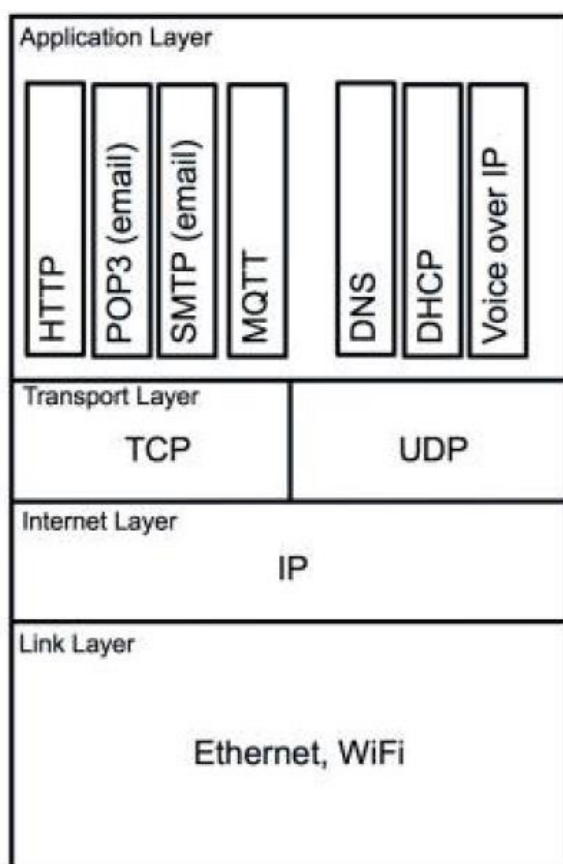 Application Layer
HTTP
POP3 (email)
SMTP (email)
MQTT
DNS
DHCP
Voice over IP
Transport Layer
TCP
UDP
Internet Layer
IP
Link Layer
Ethernet, WiFi